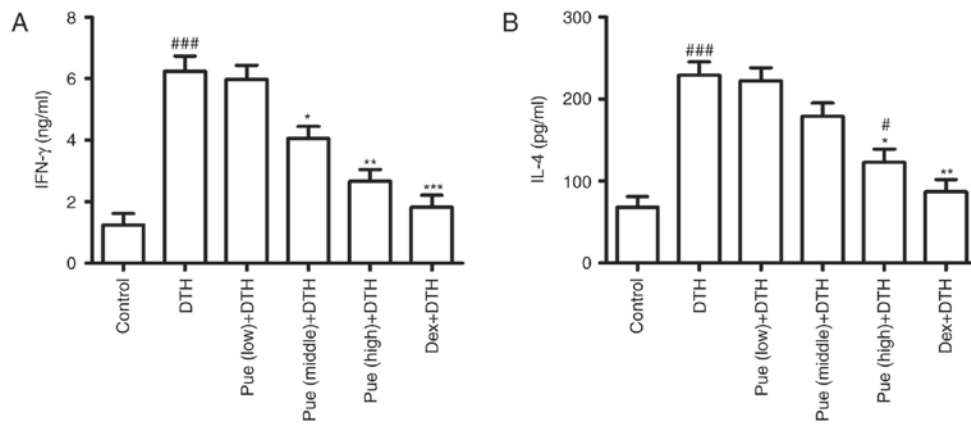 A
8
###
6
*
4
**
***
2
0
IFN-γ (ng/ml)
Control
DTH
Pue (low)+DTH
Pue (middle)+DTH
Pue (high)+DTH
Dex+DTH
B
300
###
200
#
*
**
100
0
IL-4 (pg/ml)
Control
DTH
Pue (low)+DTH
Pue (middle)+DTH
Pue (high)+DTH
Dex+DTH